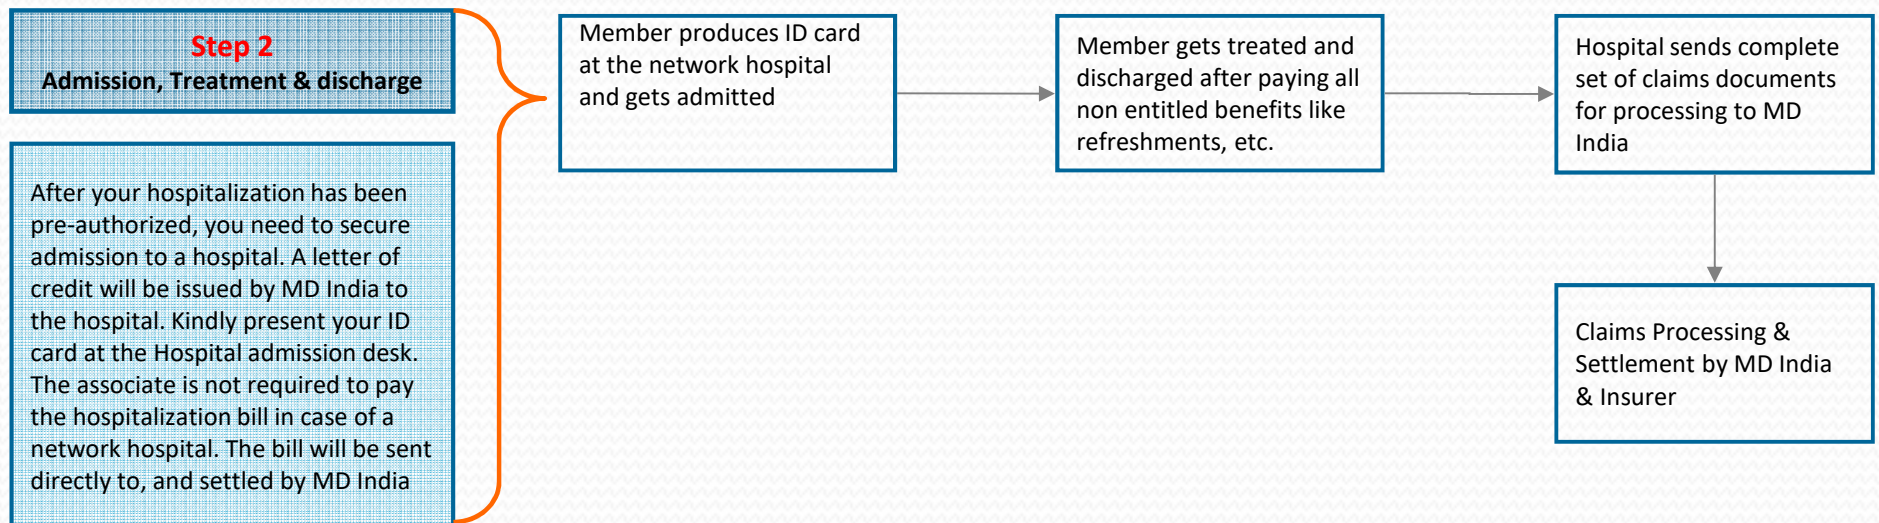 Step 2
Admission, Treatment & discharge
After your hospitalization has been
pre-authorized, you need to secure
admission to a hospital. A letter of
credit will be issued by MD India to
the hospital. Kindly present your ID
card at the Hospital admission desk.
The associate is not required to pay
the hospitalization bill in case of a
network hospital. The bill will be sent
directly to, and settled by MD India
Member produces ID card
at the network hospital
and gets admitted
Member gets treated and
discharged after paying all
non entitled benefits like
refreshments, etc.
Hospital sends complete
set of claims documents
for processing to MD
India
Claims Processing &
Settlement by MD India
& Insurer